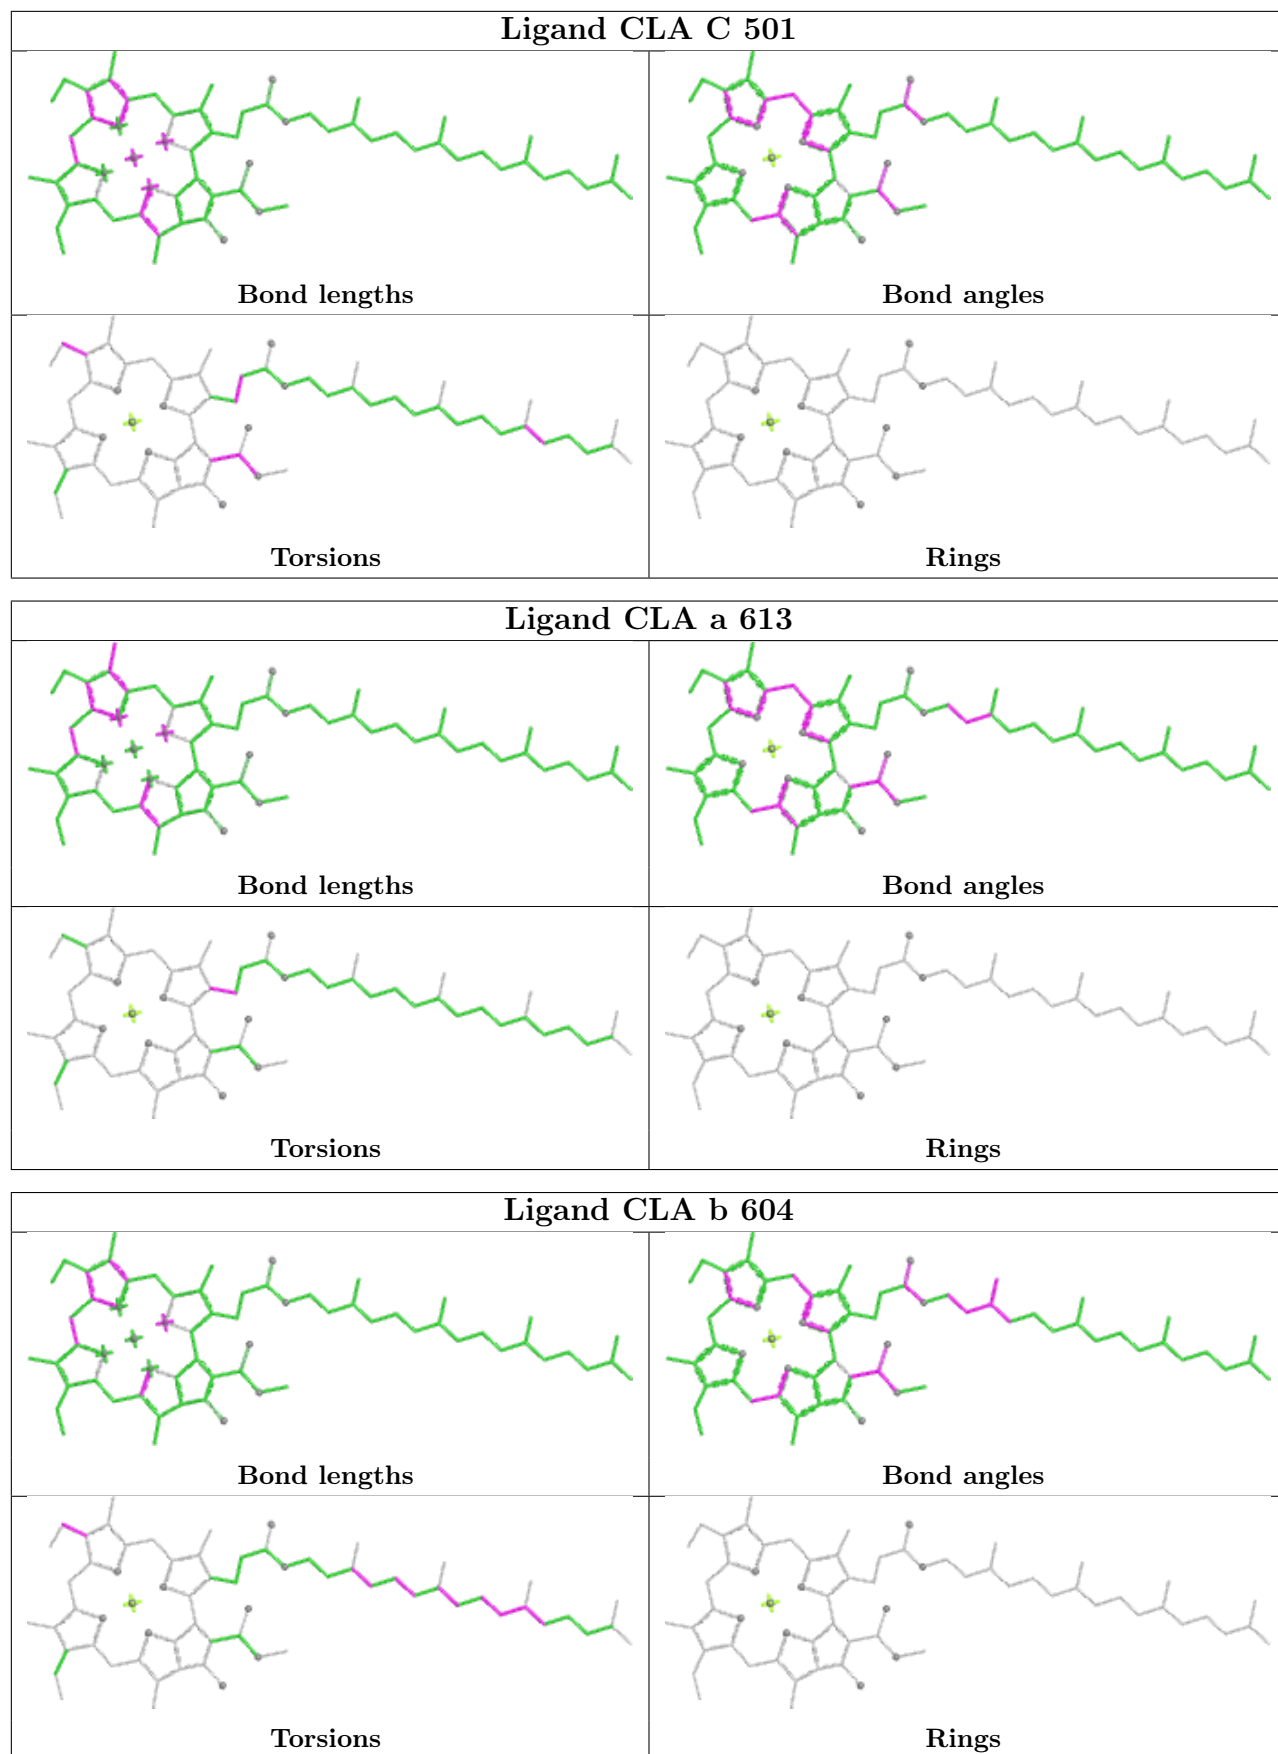 Ligand CLA C 501
Bond lengths
Bond angles
Torsions
Rings
Ligand CLA a 613
Bond lengths
Bond angles
Torsions
Rings
Ligand CLA b 604
Bond lengths
Bond angles
Torsions
Rings